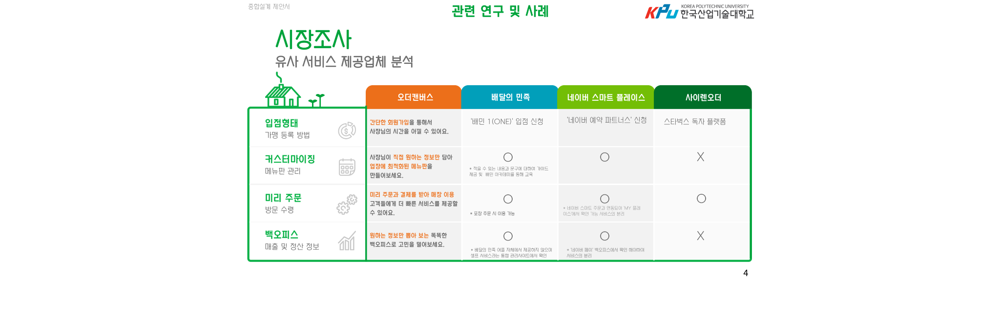 종합설계 제안서
관련 연구 및 사례
KOREA POLYTECHNIC UNIVERSITY
KPU 한국산업기술대학교
시장조사
유사 서비스 제공업체 분석
오더캔버스
배달의 민족
네이버 스마트 플레이스
사이렌오더
입점형태
가맹 등록 방법
$
간단한 회원가입을 통해서
사장님의 시간을 아낄 수 있어요.
'배민 1(ONE)' 입점 신청
'네이버 예약 파트너스' 신청
스타벅스 독자 플랫폼
커스터마이징
메뉴판 관리
사장님이 직접 원하는 정보만 담아
업장에 최적화된 메뉴판을
만들어보세요.
○
* 적을 수 있는 내용과 문구에 대하여 가이드
제공 및 배민 아카데미를 통해 교육
○
X
미리 주문
방문 수령
미리 주문과 결제를 받아 매장 이용
고객들에게 더 빠른 서비스를 제공할
수 있어요.
○
* 포장 주문 시 이용 가능
○
* 네이버 스마트 주문과 연동되어 'MY 플레
이스'에서 확인 가능 서비스의 분리
○
백오피스
매출 및 정산 정보
원하는 정보만 뽑아 보는 똑똑한
백오피스로 고민을 덜어보세요.
○
* 배달의 민족 어플 자체에서 제공하지 않으며
셀프 서비스라는 통합 관리사이트에서 확인
○
* '네이버 페이' 백오피스에서 확인 해야하여
서비스의 분리
X
4